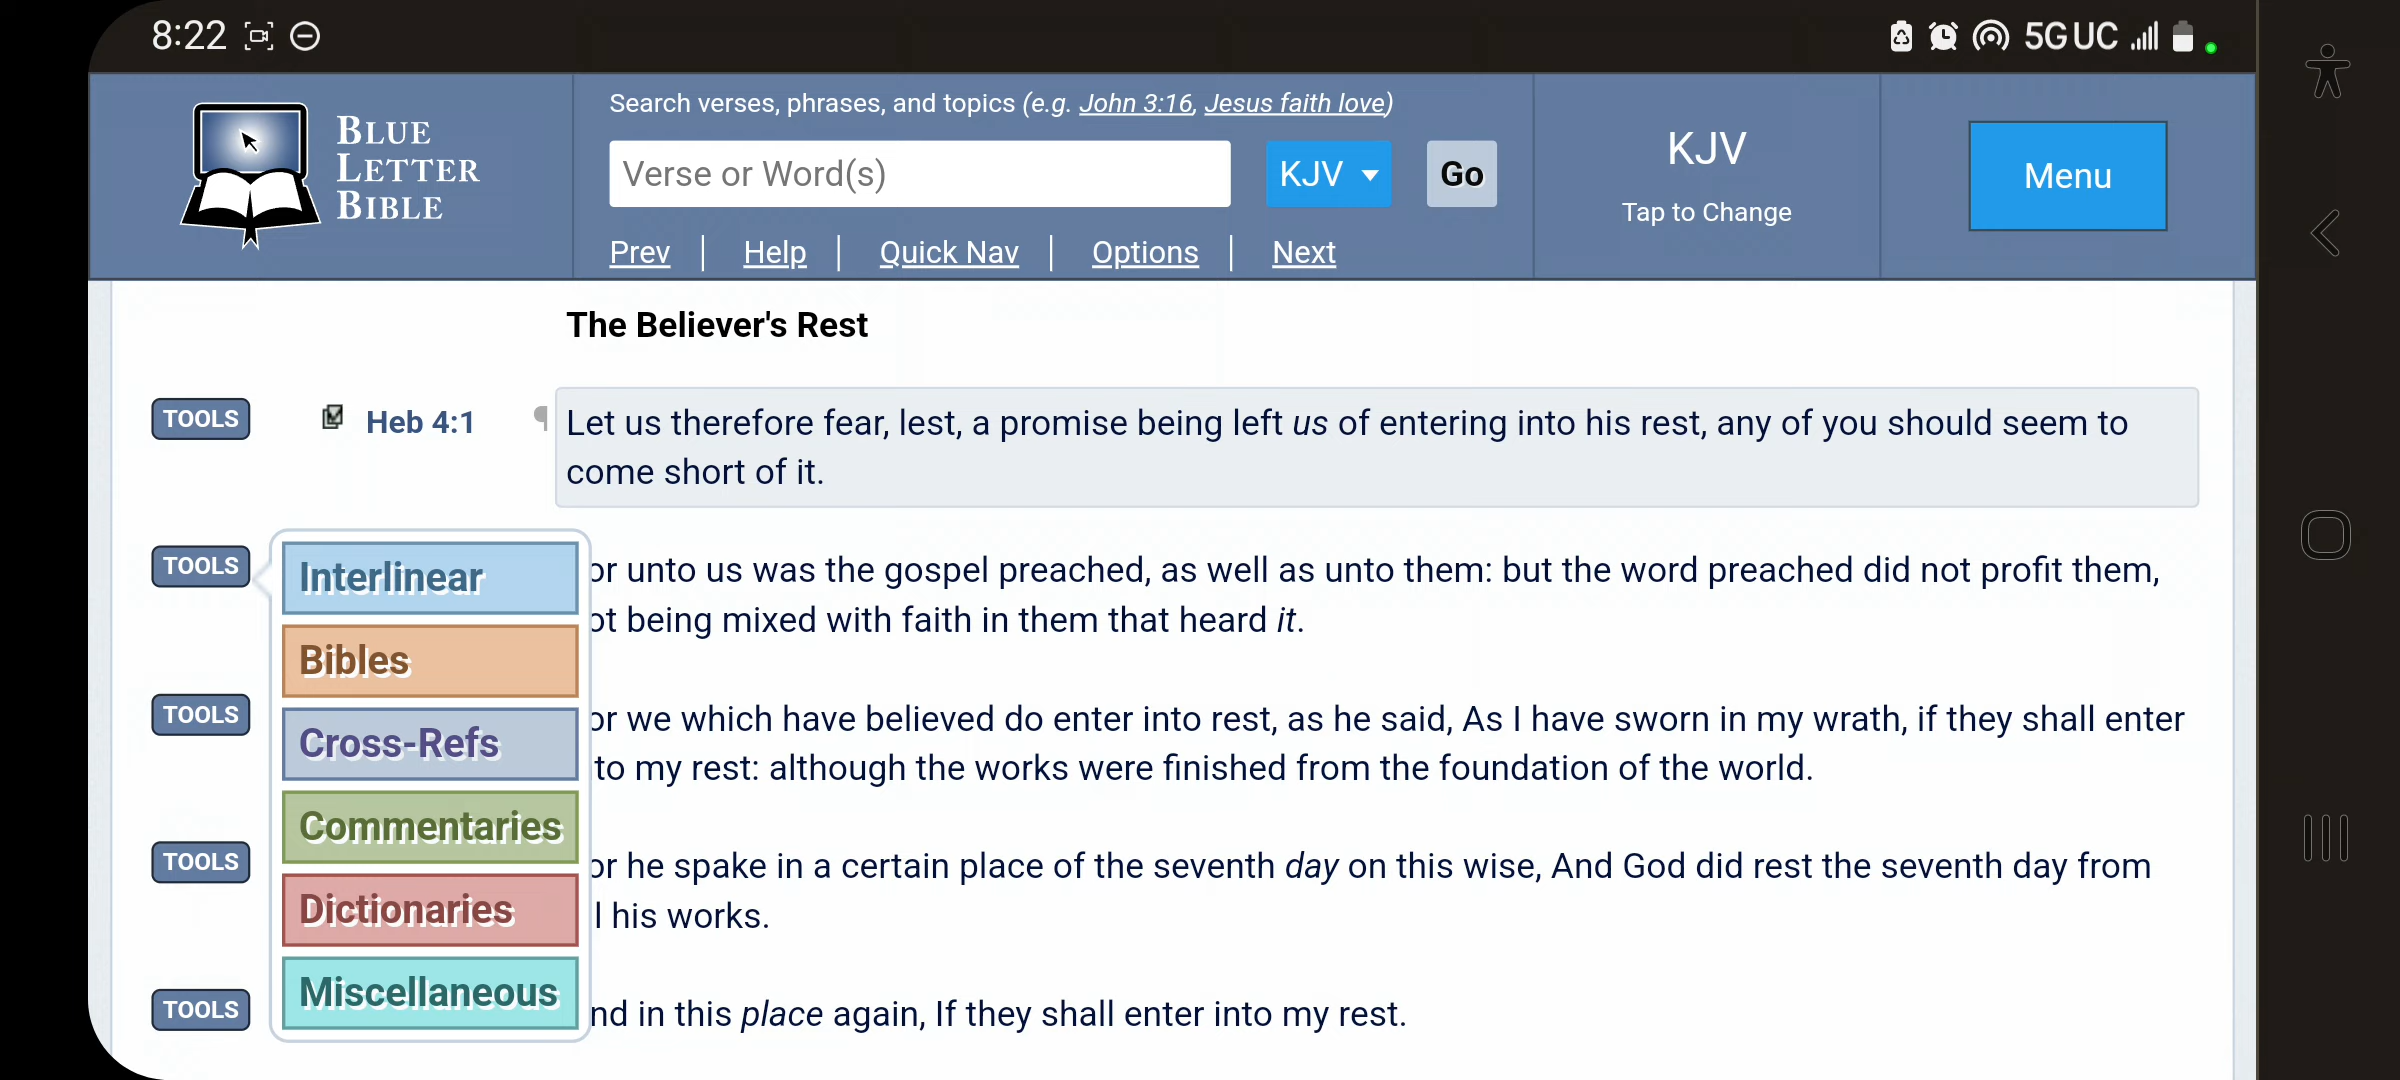 8:22
5G UC
BLUE
LETTER
BIBLE
Search verses, phrases, and topics (e.g. John 3:16, Jesus faith love)
Verse or Word(s)
KJV
Go
Prev | Help | Quick Nav | Options | Next
KJV
Tap to Change
Menu
The Believer's Rest
TOOLS
Heb 4:1
¶
Let us therefore fear, lest, a promise being left us of entering into his rest, any of you should seem to
come short of it.
TOOLS
Interlinear
Bibles
Cross-Refs
Commentaries
Dictionaries
Miscellaneous
or unto us was the gospel preached, as well as unto them: but the word preached did not profit them,
ot being mixed with faith in them that heard it.
TOOLS
or we which have believed do enter into rest, as he said, As I have sworn in my wrath, if they shall enter
to my rest: although the works were finished from the foundation of the world.
TOOLS
or he spake in a certain place of the seventh day on this wise, And God did rest the seventh day from
l his works.
TOOLS
nd in this place again, If they shall enter into my rest.